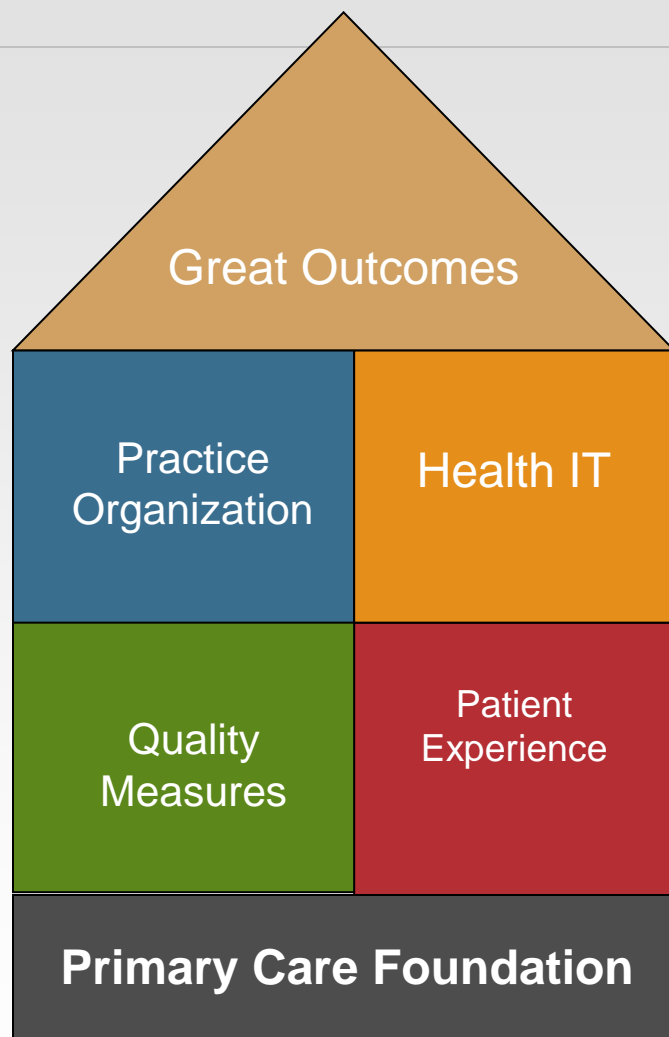 Great Outcomes
Practice
Organization
Health IT
Quality
Measures
Patient
Experience
Primary Care Foundation